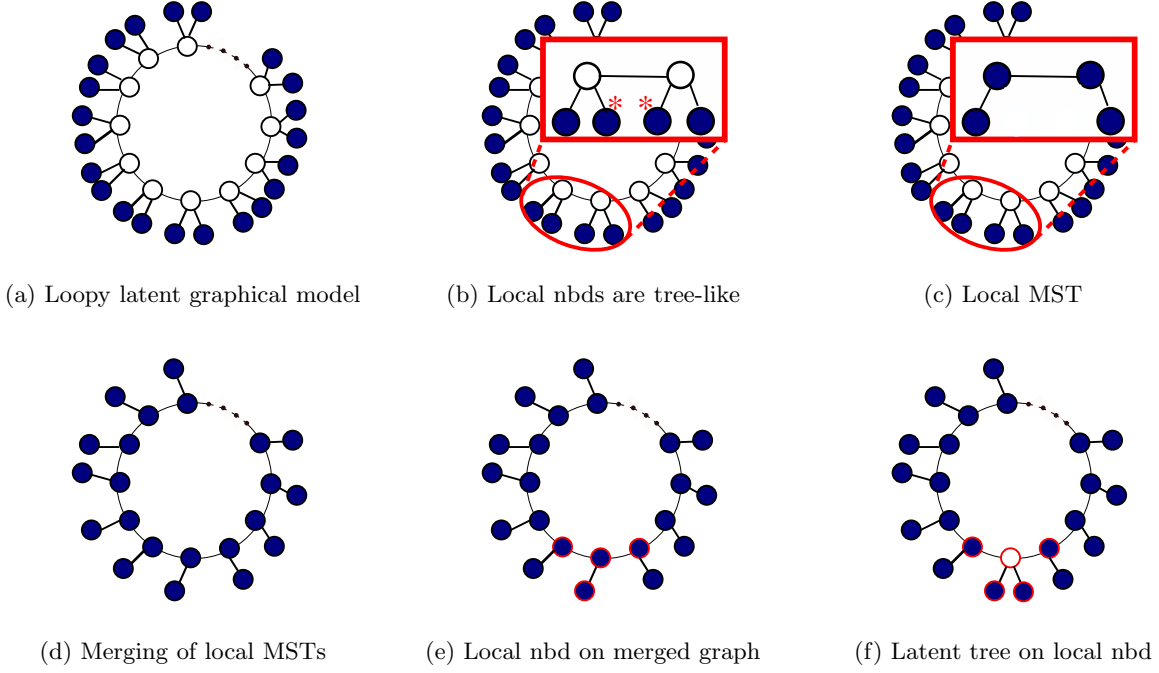 * *
(a) Loopy latent graphical model
(b) Local nbds are tree-like
(c) Local MST
(d) Merging of local MSTs
(e) Local nbd on merged graph
(f) Latent tree on local nbd